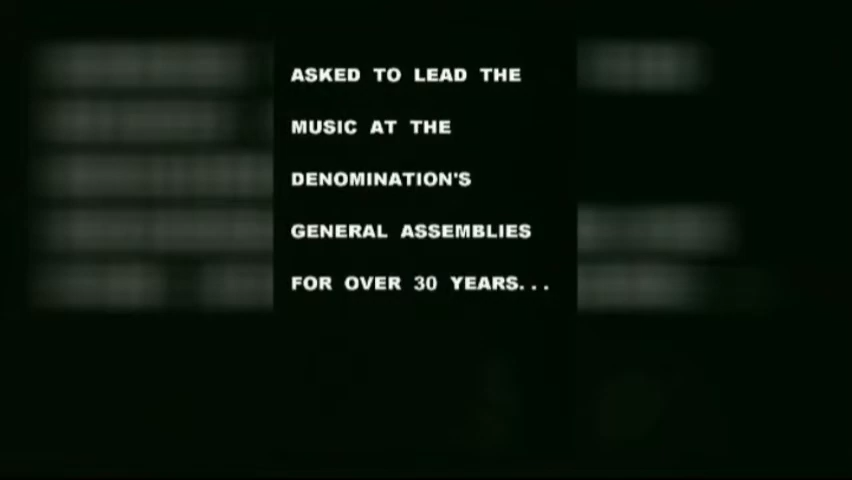 ASKED TO LEAD THE
MUSIC AT THE
DENOMINATION'S
GENERAL ASSEMBLIES
FOR OVER 30 YEARS...